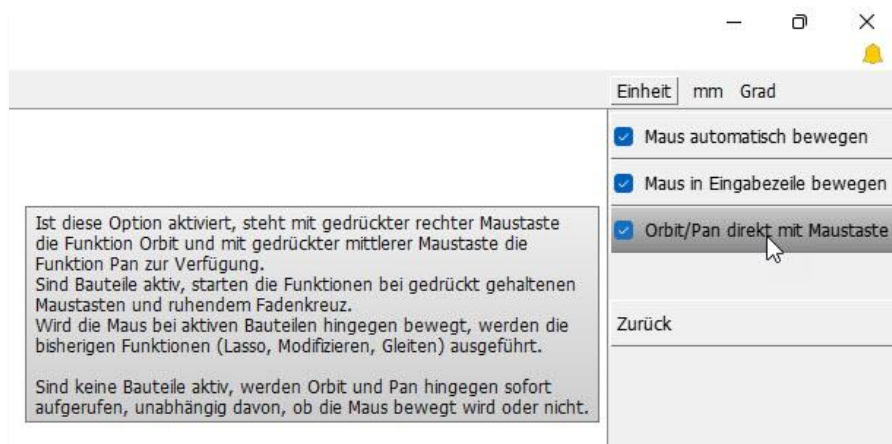 Einheit mm Grad
Maus automatisch bewegen
Maus in Eingabezeile bewegen
Orbit/Pan direkt mit Maustaste
Ist diese Option aktiviert, steht mit gedrückter rechter Maustaste
die Funktion Orbit und mit gedrückter mittlerer Maustaste die
Funktion Pan zur Verfügung.
Sind Bauteile aktiv, starten die Funktionen bei gedrückt gehaltenen
Maustasten und ruhendem Fadenkreuz.
Wird die Maus bei aktiven Bauteilen hingegen bewegt, werden die
bisherigen Funktionen (Lasso, Modifizieren, Gleiten) ausgeführt.
Sind keine Bauteile aktiv, werden Orbit und Pan hingegen sofort
aufgerufen, unabhängig davon, ob die Maus bewegt wird oder nicht.
Zurück